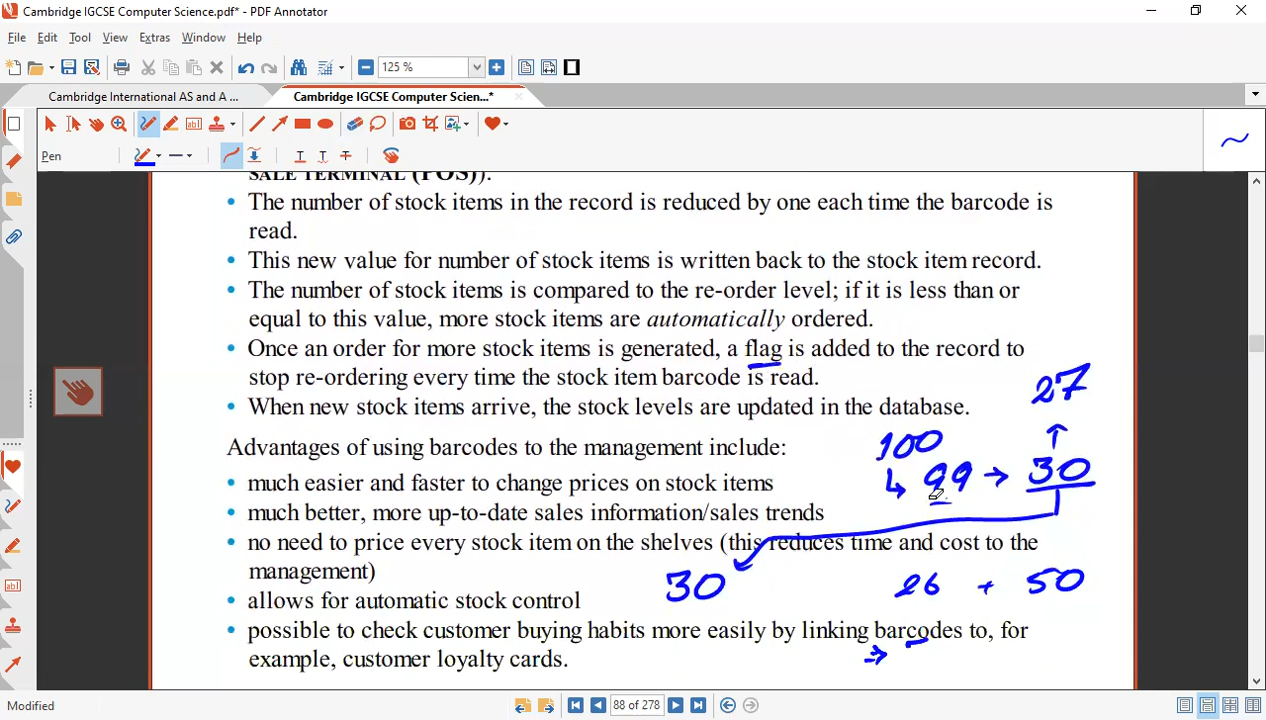 Cambridge IGCSE Computer Science.pdf* - PDF Annotator
File Edit Tool View Extras Window Help
125 %
Cambridge International AS and A ...
Cambridge IGCSE Computer Scien...*
Pen
SALE TERMINAL (POS)):
• The number of stock items in the record is reduced by one each time the barcode is
read.
• This new value for number of stock items is written back to the stock item record.
• The number of stock items is compared to the re-order level; if it is less than or
equal to this value, more stock items are automatically ordered.
• Once an order for more stock items is generated, a flag is added to the record to
stop re-ordering every time the stock item barcode is read.
27
• When new stock items arrive, the stock levels are updated in the database.
Advantages of using barcodes to the management include:
100
↳ 99 → 30
• much easier and faster to change prices on stock items
• much better, more up-to-date sales information/sales trends
• no need to price every stock item on the shelves (this reduces time and cost to the
management)
30 26 + 50
• allows for automatic stock control
• possible to check customer buying habits more easily by linking barcodes to, for
example, customer loyalty cards.
Modified
88 of 278